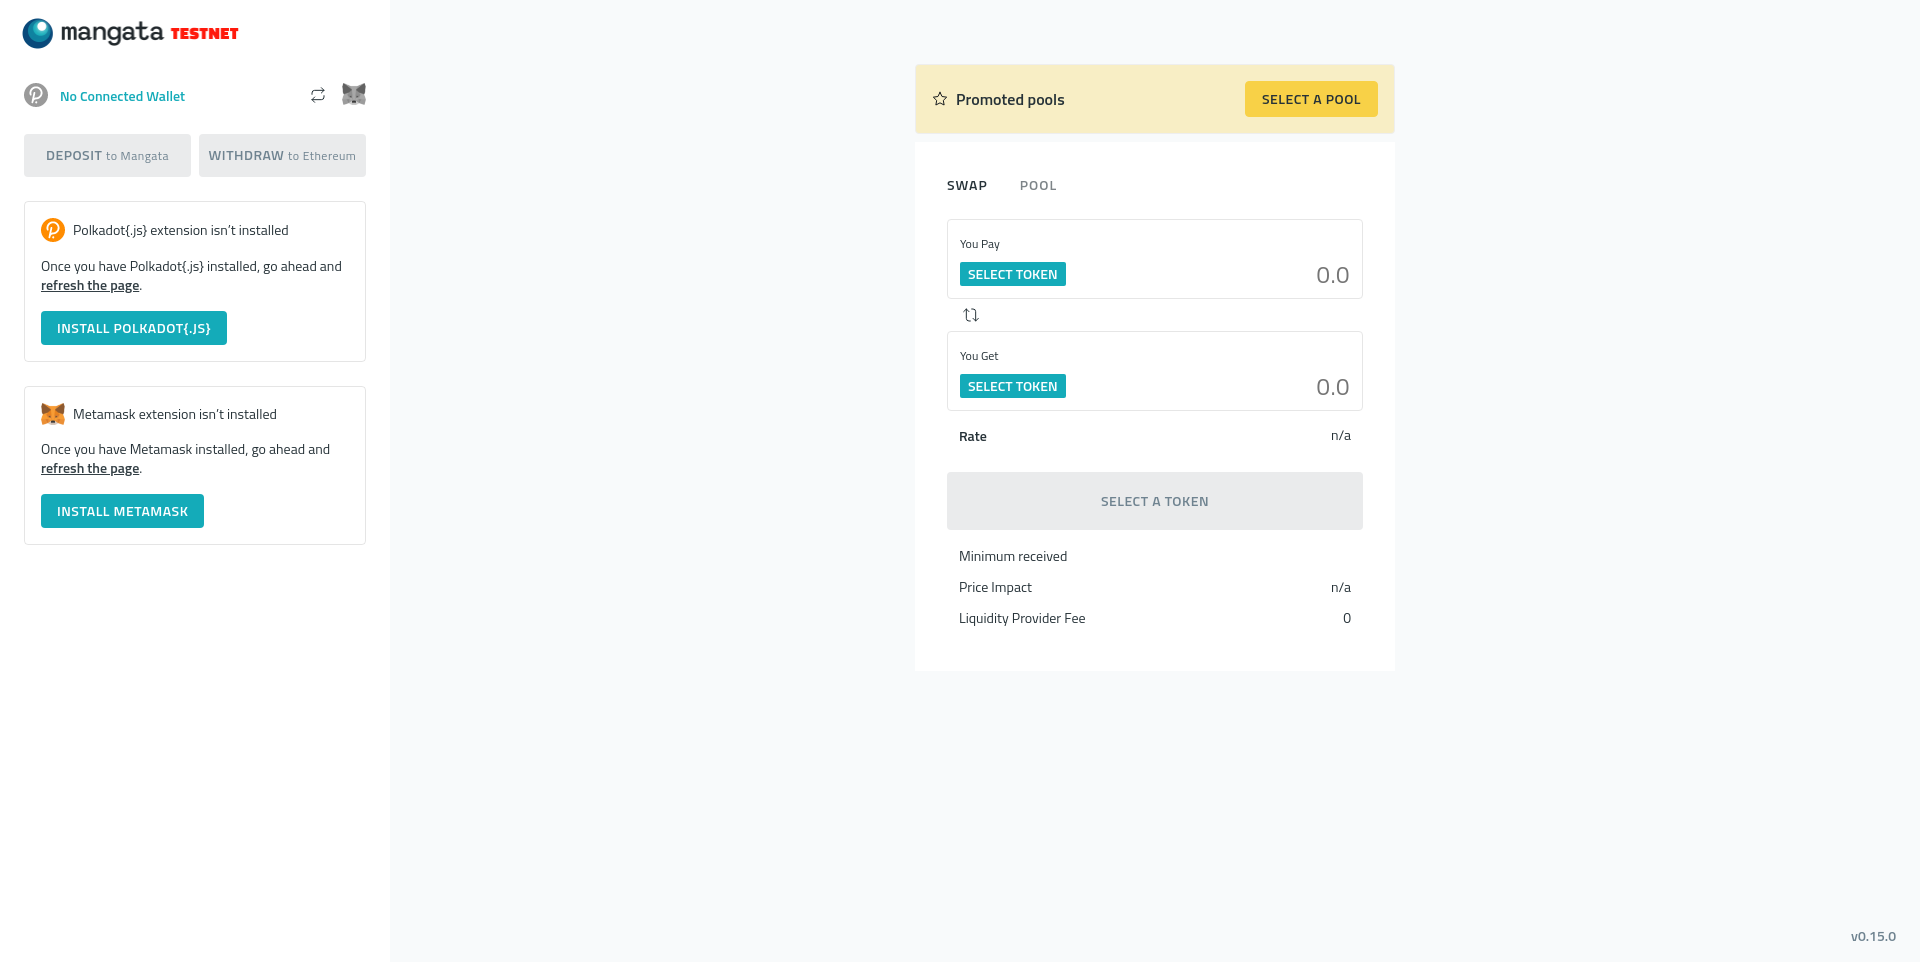 mangata TESTNET
No Connected Wallet
DEPOSIT to Mangata
WITHDRAW to Ethereum
Polkadot{.js} extension isn't installed
Once you have Polkadot{.js} installed, go ahead and
refresh the page.
INSTALL POLKADOT{.JS}
Metamask extension isn't installed
Once you have Metamask installed, go ahead and
refresh the page.
INSTALL METAMASK
Promoted pools
SELECT A POOL
SWAP
POOL
You Pay
SELECT TOKEN
0.0
You Get
SELECT TOKEN
0.0
Rate
n/a
SELECT A TOKEN
Minimum received
Price Impact
n/a
Liquidity Provider Fee
0
v0.15.0